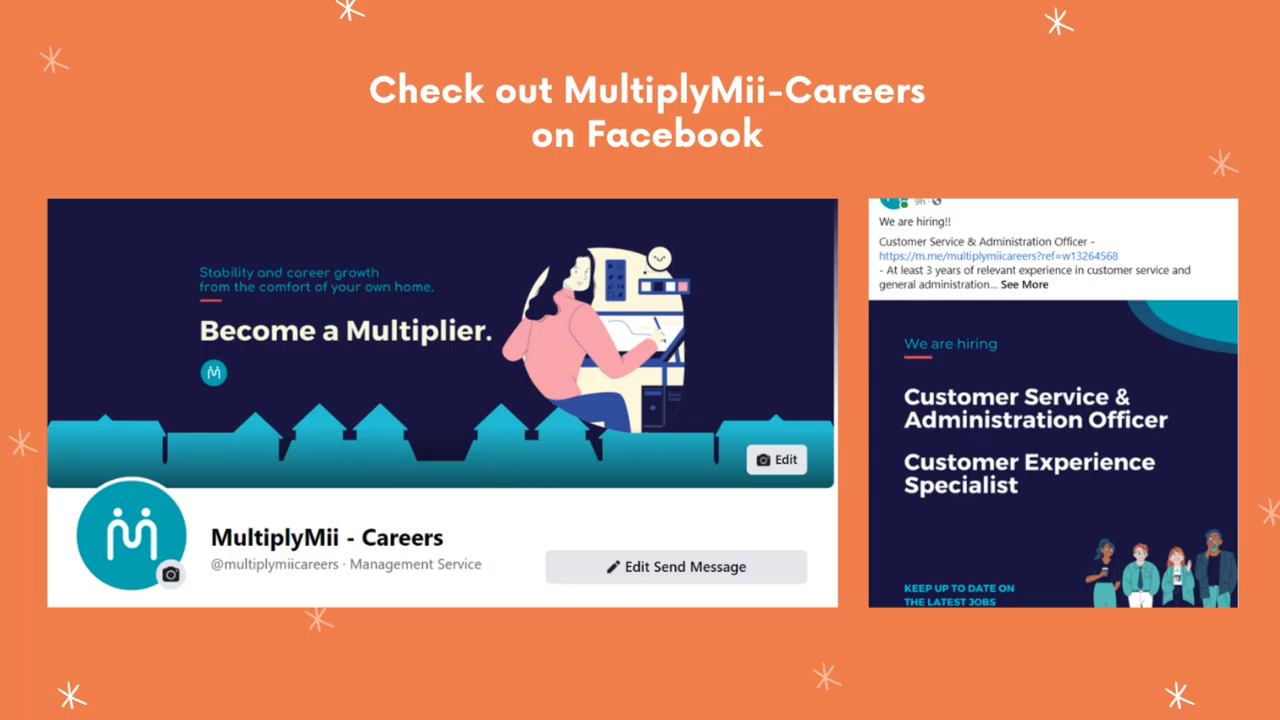 Check out MultiplyMii-Careers
on Facebook
Stability and career growth
from the comfort of your own home.
Become a Multiplier.
Edit
MultiplyMii - Careers
@multiplymiicareers · Management Service
Edit Send Message
9h ·
We are hiring!!
Customer Service & Administration Officer -
https://m.me/multiplymiicareers?ref=w13264568
- At least 3 years of relevant experience in customer service and
general administration... See More
We are hiring
Customer Service &
Administration Officer
Customer Experience
Specialist
KEEP UP TO DATE ON
THE LATEST JOBS